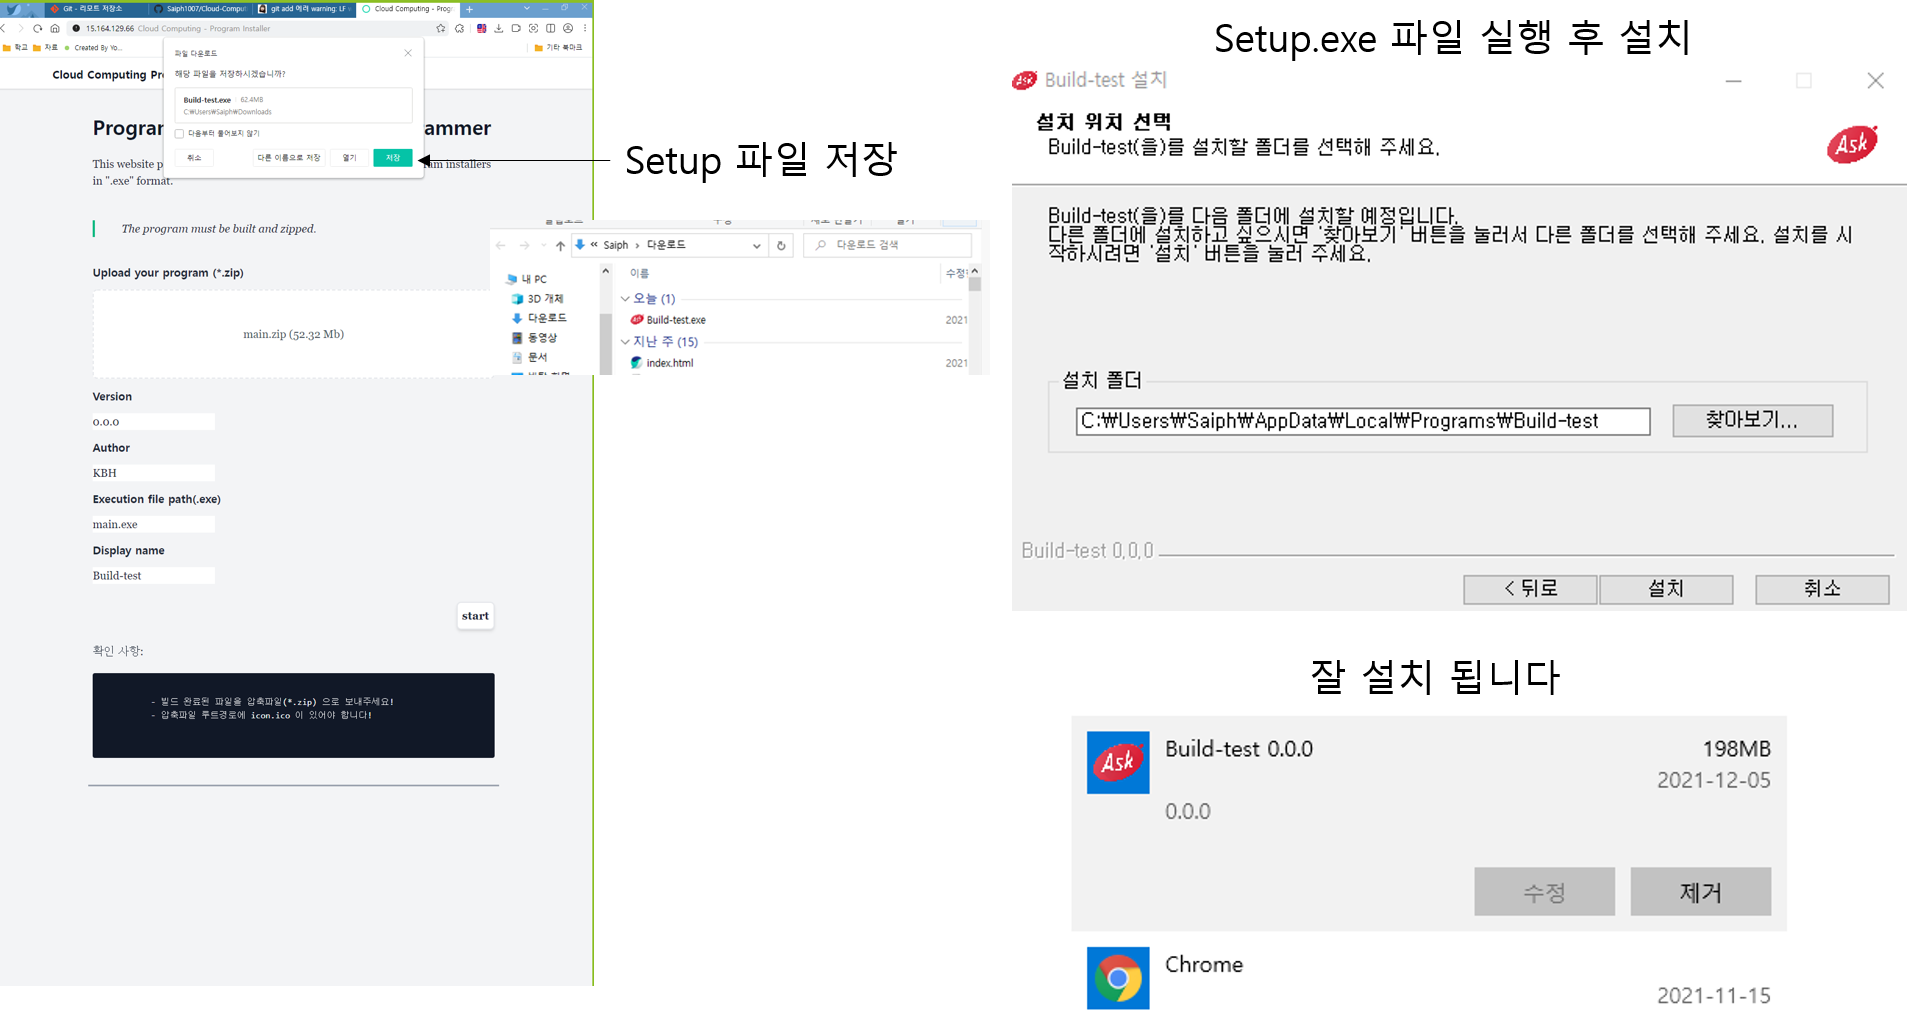 Git - 리모트 저장소
Saiph1007/Cloud-Comput
git add 에러 warning: LF
Cloud Computing - Progr
15.164.129.66 Cloud Computing - Program Installer
학교
자료
Created By Yo...
기타 북마크
Cloud Computing Pr
파일 다운로드
해당 파일을 저장하시겠습니까?
Build-test.exe 62.4MB
C:₩Users₩Saiph₩Downloads
다음부터 물어보지 않기
취소
다른 이름으로 저장
열기
저장
Progra
ammer
This website p
am installers
in ".exe" format.
The program must be built and zipped.
Upload your program (*.zip)
main.zip (52.32 Mb)
Version
0.0.0
Author
KBH
Execution file path(.exe)
main.exe
Display name
Build-test
start
확인 사항:
- 빌드 완료된 파일을 압축파일(*.zip) 으로 보내주세요!
- 압축파일 루트경로에 icon.ico 이 있어야 합니다!
Setup 파일 저장
« Saiph › 다운로드
다운로드 검색
내 PC
3D 개체
다운로드
동영상
문서
이름
수정
오늘 (1)
Build-test.exe
2021
지난 주 (15)
index.html
2021
Setup.exe 파일 실행 후 설치
Ask
Build-test 설치
설치 위치 선택
Build-test(을)를 설치할 폴더를 선택해 주세요.
Ask
Build-test(을)를 다음 폴더에 설치할 예정입니다.
다른 폴더에 설치하고 싶으시면 '찾아보기' 버튼을 눌러서 다른 폴더를 선택해 주세요. 설치를 시
작하시려면 '설치' 버튼을 눌러 주세요.
설치 폴더
C:₩Users₩Saiph₩AppData₩Local₩Programs₩Build-test
찾아보기...
Build-test 0.0.0
< 뒤로
설치
취소
잘 설치 됩니다
Ask
Build-test 0.0.0
198MB
2021-12-05
0.0.0
수정
제거
Chrome
2021-11-15